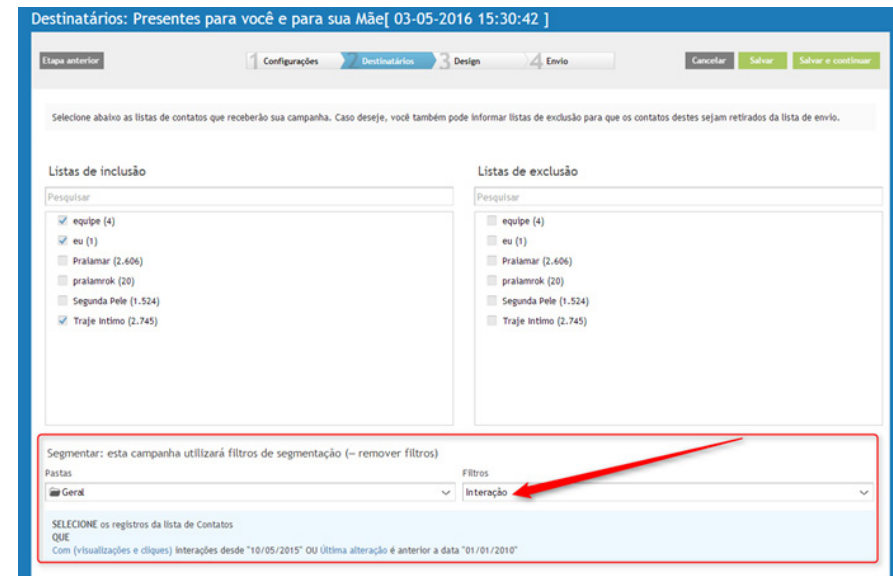 Destinatários: Presentes para você e para sua Mãe[ 03-05-2016 15:30:42 ]
Etapa anterior
1 Configurações
2 Destinatários
3 Design
4 Envio
Cancelar
Salvar
Salvar e continuar
Selecione abaixo as listas de contatos que receberão sua campanha. Caso deseje, você também pode informar listas de exclusão para que os contatos destes sejam retirados da lista de envio.
Listas de inclusão
Pesquisar
equipe (4)
eu (1)
Praiamar (2.606)
praiamrok (20)
Segunda Pele (1.524)
Traje Intimo (2.745)
Listas de exclusão
Pesquisar
equipe (4)
eu (1)
Praiamar (2.606)
praiamrok (20)
Segunda Pele (1.524)
Traje Intimo (2.745)
Segmentar: esta campanha utilizará filtros de segmentação (− remover filtros)
Pastas
Geral
Filtros
Interação
SELECIONE os registros da lista de Contatos
QUE
Com (visualizações e cliques) interações desde "10/05/2015" OU Última alteração é anterior a data "01/01/2010"